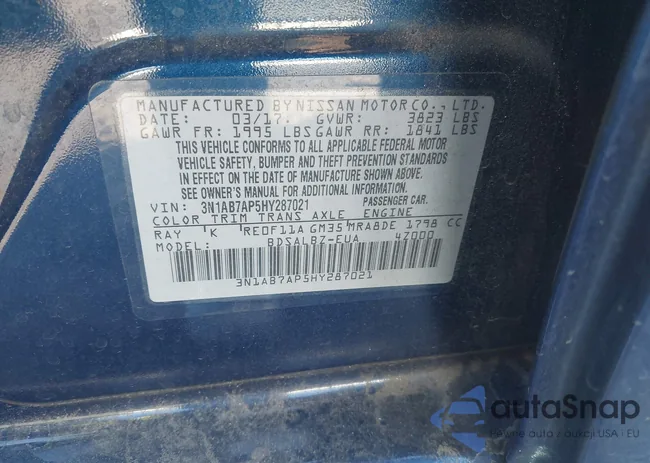 MANUFACTURED BY NISSAN MOTOR CO., LTD.
DATE: 03/17. GVWR: 3823 LBS
GAWR FR: 1995 LBS GAWR RR: 1841 LBS
THIS VEHICLE CONFORMS TO ALL APPLICABLE FEDERAL MOTOR
VEHICLE SAFETY, BUMPER AND THEFT PREVENTION STANDARDS
IN EFFECT ON THE DATE OF MANUFACTURE SHOWN ABOVE.
SEE OWNER'S MANUAL FOR ADDITIONAL INFORMATION.
VIN: 3N1AB7AP5HY287021 PASSENGER CAR.
COLOR TRIM TRANS AXLE ENGINE
RAY K RE0F11A GM35 MRA8DE 1798 CC
MODEL: BDSALBZ-EUA 4Z000
3N1AB7AP5HY287021
autaSnap
Pewne auta z aukcji USA i EU